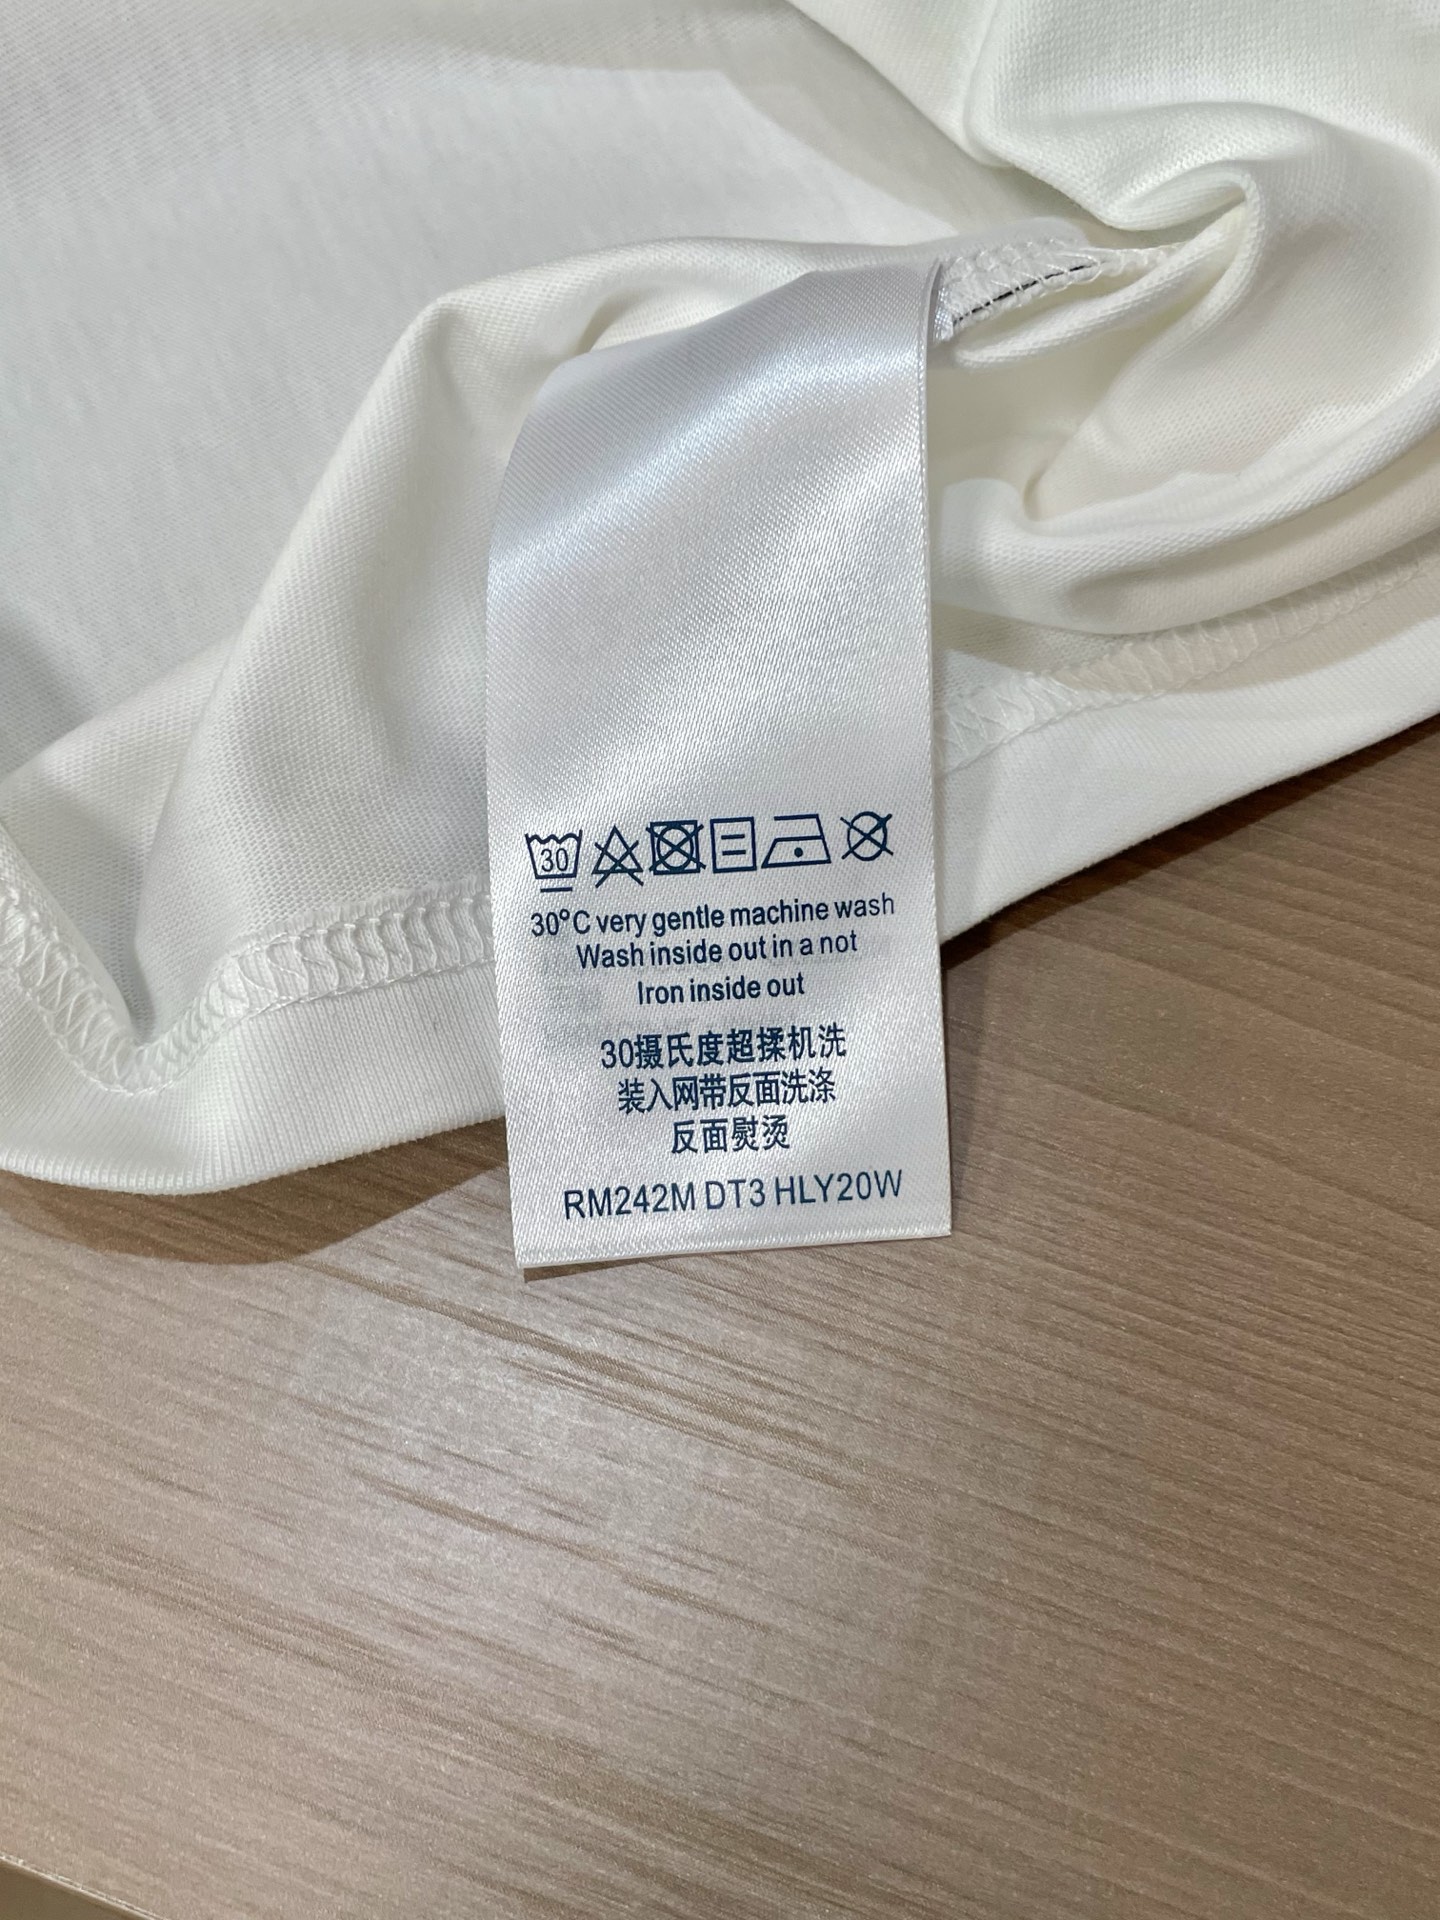 30
30°C very gentle machine wash
Wash inside out in a not
Iron inside out
30摄氏度超揉机洗
装入网带反面洗涤
反面熨烫
RM242M DT3 HLY20W